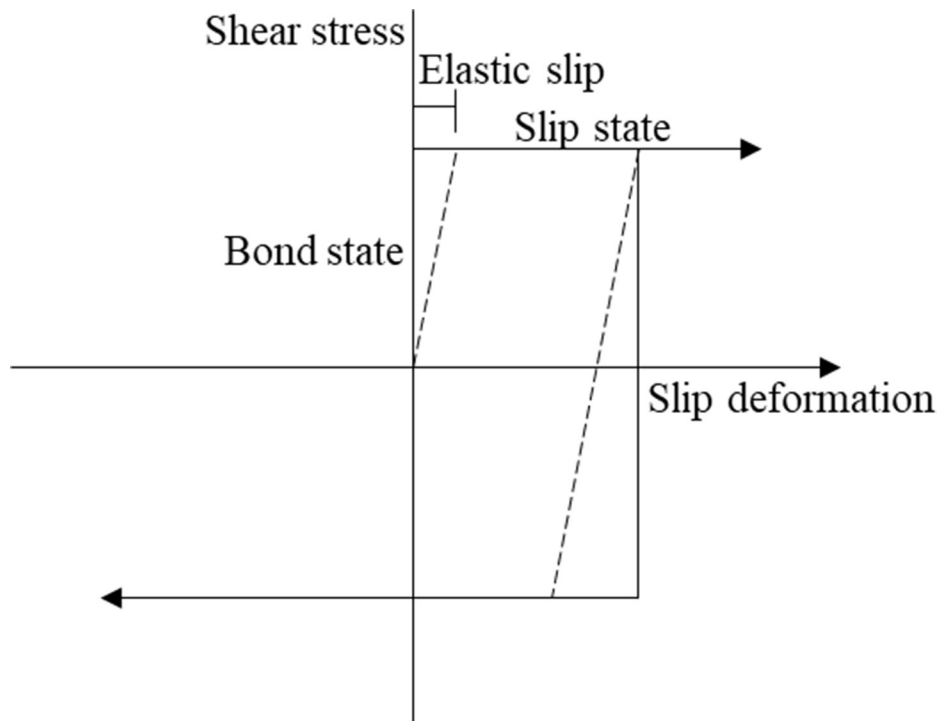 Shear stress
Elastic slip
Slip state
Bond state
Slip deformation